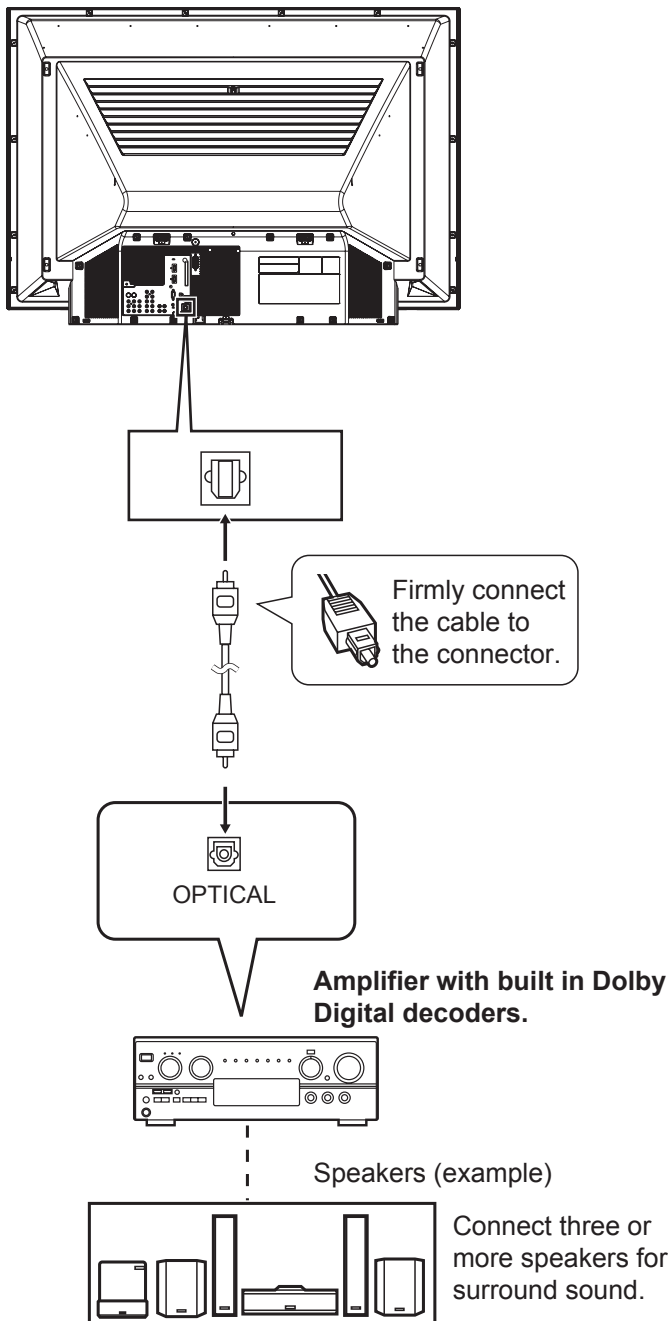 Firmly connect
the cable to
the connector.
OPTICAL
Amplifier with built in Dolby
Digital decoders.
Speakers (example)
Connect three or
more speakers for
surround sound.